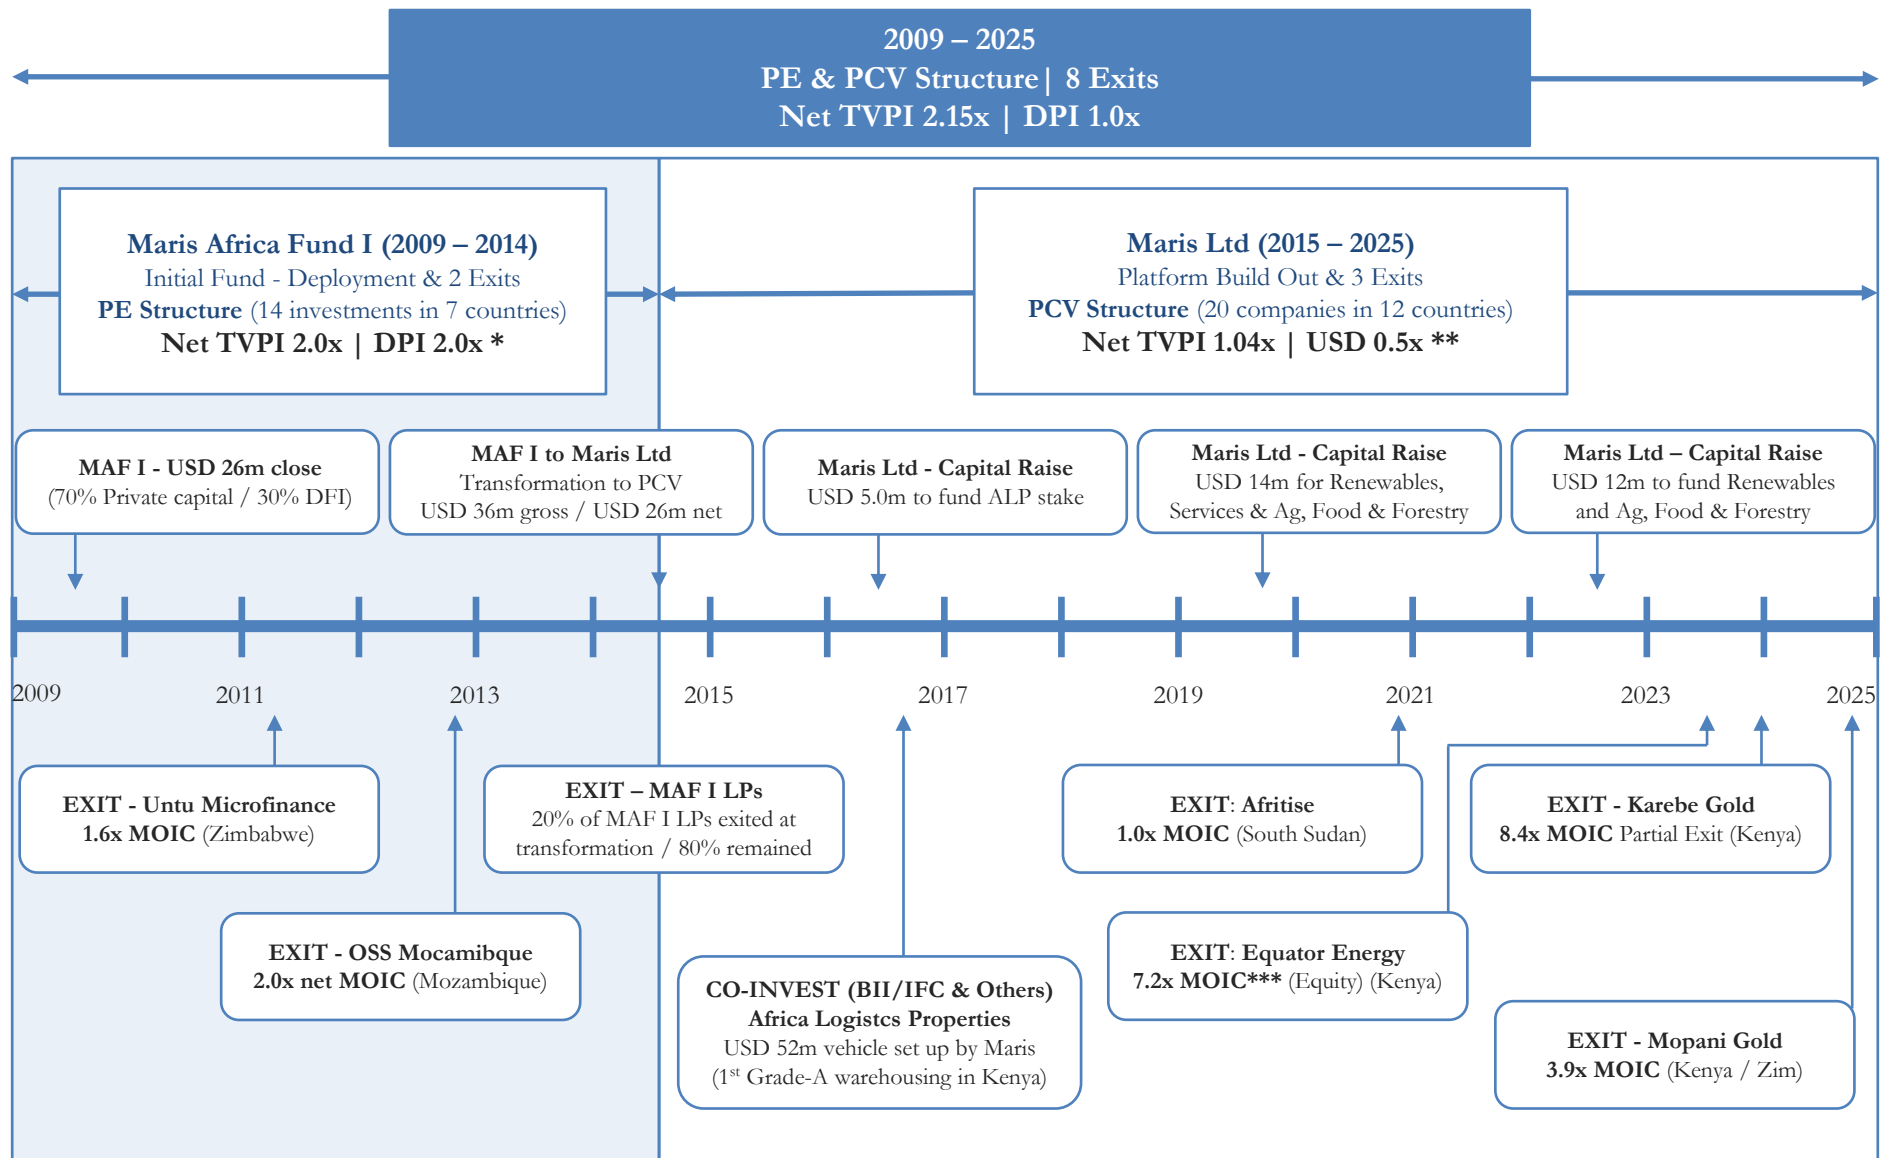 2009 – 2025
PE & PCV Structure| 8 Exits
Net TVPI 2.15x | DPI 1.0x
Maris Africa Fund I (2009 – 2014)
Initial Fund - Deployment & 2 Exits
PE Structure (14 investments in 7 countries)
Net TVPI 2.0x | DPI 2.0x *
Maris Ltd (2015 – 2025)
Platform Build Out & 3 Exits
PCV Structure (20 companies in 12 countries)
Net TVPI 1.04x | USD 0.5x **
MAF I - USD 26m close
(70% Private capital / 30% DFI)
MAF I to Maris Ltd
Transformation to PCV
USD 36m gross / USD 26m net
Maris Ltd - Capital Raise
USD 5.0m to fund ALP stake
Maris Ltd - Capital Raise
USD 14m for Renewables,
Services & Ag, Food & Forestry
Maris Ltd – Capital Raise
USD 12m to fund Renewables
and Ag, Food & Forestry
2009
2011
2013
2015
2017
2019
2021
2023
2025
EXIT - Untu Microfinance
1.6x MOIC (Zimbabwe)
EXIT – MAF I LPs
20% of MAF I LPs exited at
transformation / 80% remained
EXIT: Afritise
1.0x MOIC (South Sudan)
EXIT - Karebe Gold
8.4x MOIC Partial Exit (Kenya)
EXIT - OSS Mocamibque
2.0x net MOIC (Mozambique)
EXIT: Equator Energy
7.2x MOIC*** (Equity) (Kenya)
CO-INVEST (BII/IFC & Others)
Africa Logistcs Properties
USD 52m vehicle set up by Maris
(1st Grade-A warehousing in Kenya)
EXIT - Mopani Gold
3.9x MOIC (Kenya / Zim)